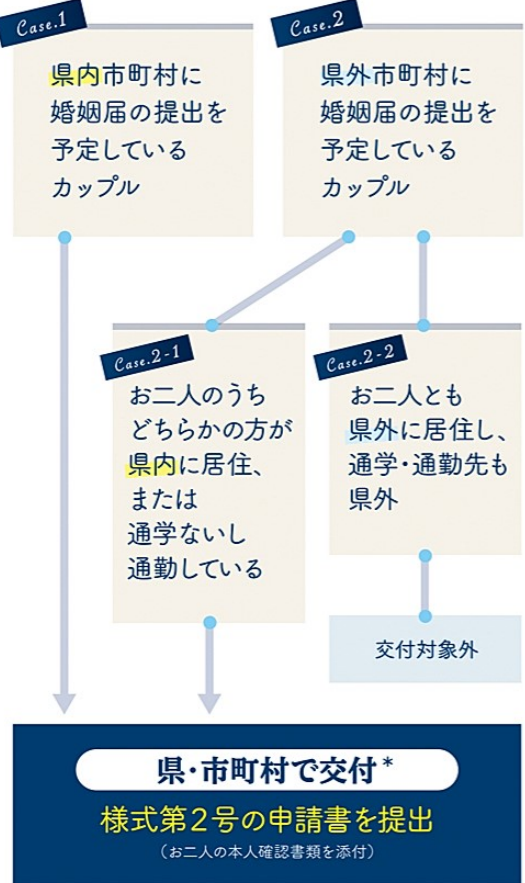 Case.1
県内市町村に
婚姻届の提出を
予定している
カップル
Case.2
県外市町村に
婚姻届の提出を
予定している
カップル
Case.2-1
お二人のうち
どちらかの方が
県内に居住、
または
通学ないし
通勤している
Case.2-2
お二人とも
県外に居住し、
通学・通勤先も
県外
交付対象外
県・市町村で交付*
様式第2号の申請書を提出
(お二人の本人確認書類を添付)